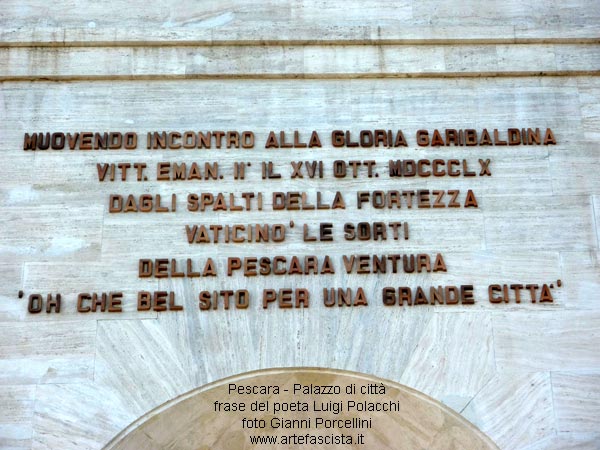 MUOVENDO INCONTRO ALLA GLORIA GARIBALDINA
VITT. EMAN. II° IL XVI OTT. MDCCCLX
DAGLI SPALTI DELLA FORTEZZA
VATICINO' LE SORTI
DELLA PESCARA VENTURA
'OH CHE BEL SITO PER UNA GRANDE CITTA'
Pescara - Palazzo di città
frase del poeta Luigi Polacchi
foto Gianni Porcellini
www.artefascista.it